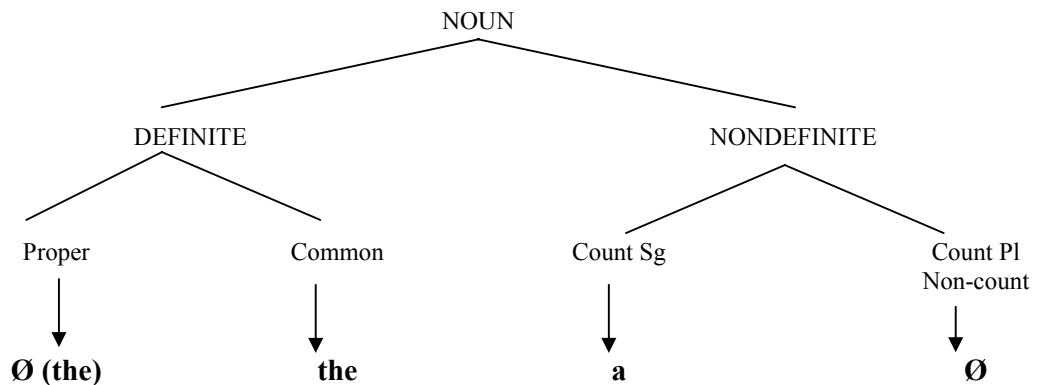 NOUN
DEFINITE NONDEFINITE
Proper Common Count Sg Count Pl
Non-count
Ø (the) the a Ø